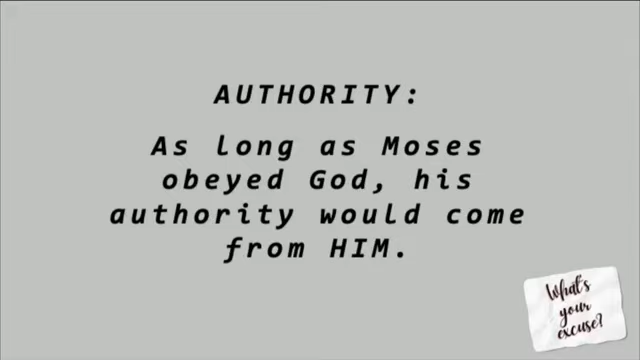 AUTHORITY:
As long as Moses
obeyed God, his
authority would come
from HIM.
What's
your
excuse?